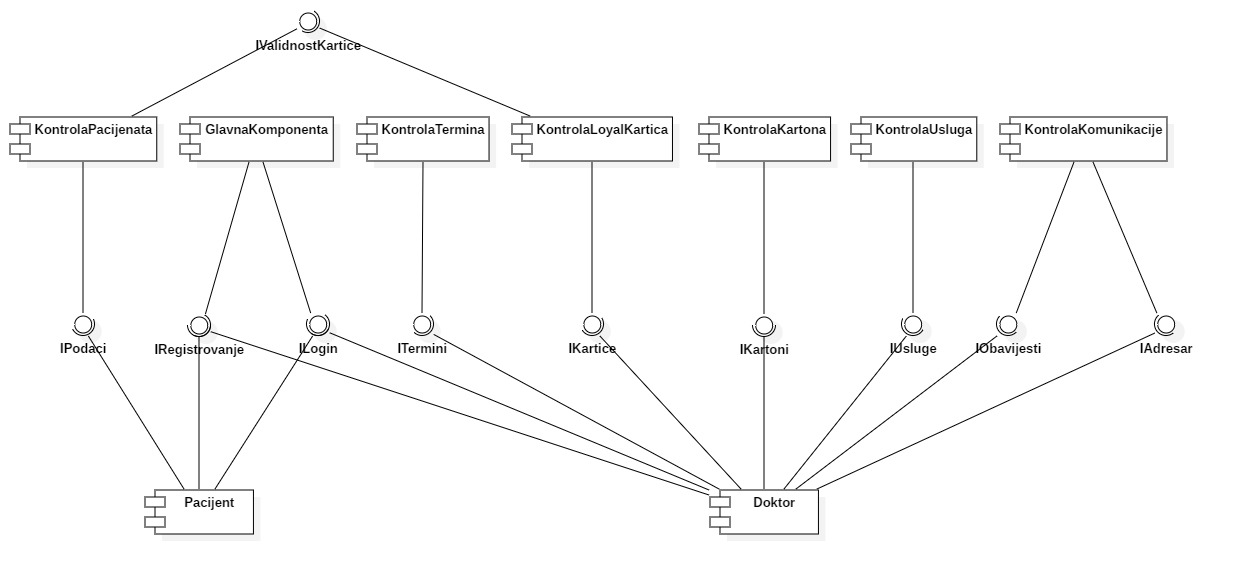 IValidnostKartice
KontrolaPacijenata
GlavnaKomponenta
KontrolaTermina
KontrolaLoyalKartica
KontrolaKartona
KontrolaUsluga
KontrolaKomunikacije
IPodaci
IRegistrovanje
ILogin
ITermini
IKartice
IKartoni
IUsluge
IObavijesti
IAdresar
Pacijent
Doktor